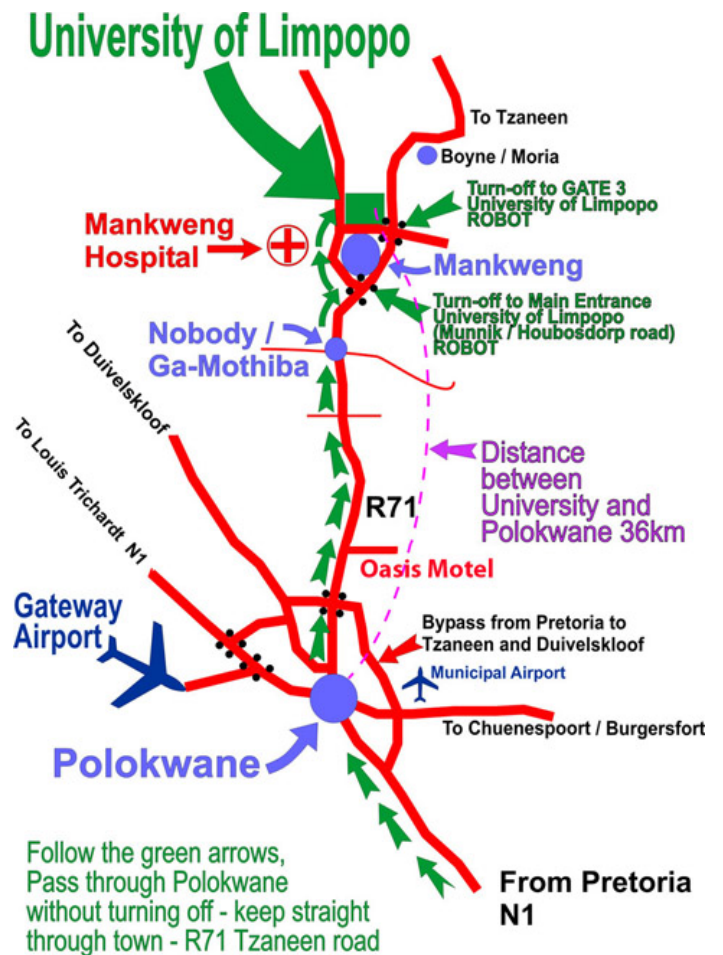 University of Limpopo
To Tzaneen
Boyne / Moria
Turn-off to GATE 3
University of Limpopo
ROBOT
Mankweng
Hospital
Mankweng
Turn-off to Main Entrance
University of Limpopo
(Munnik / Houbosdorp road)
ROBOT
Nobody /
Ga-Mothiba
To Duivelskloof
To Louis Trichardt N1
Distance
between
University and
Polokwane 36km
R71
Oasis Motel
Gateway
Airport
Bypass from Pretoria to
Tzaneen and Duivelskloof
Municipal Airport
To Chuenespoort / Burgersfort
Polokwane
Follow the green arrows,
Pass through Polokwane
without turning off - keep straight
through town - R71 Tzaneen road
From Pretoria
N1